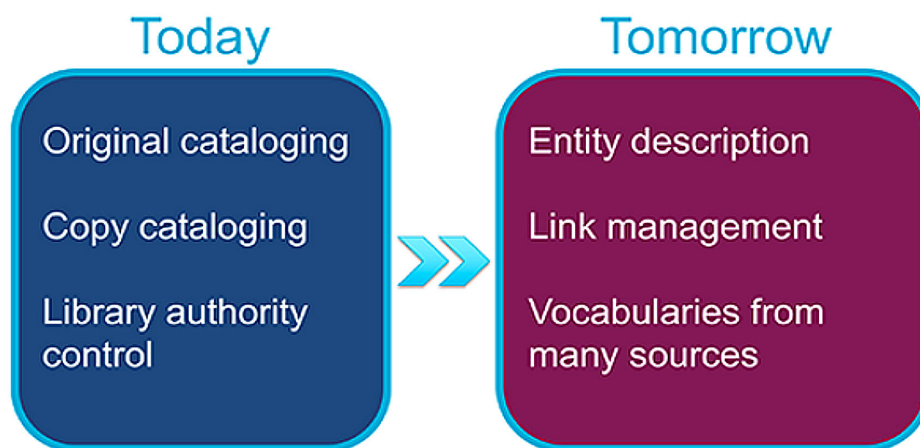 Today
Original cataloging
Copy cataloging
Library authority
control
Tomorrow
Entity description
Link management
Vocabularies from
many sources